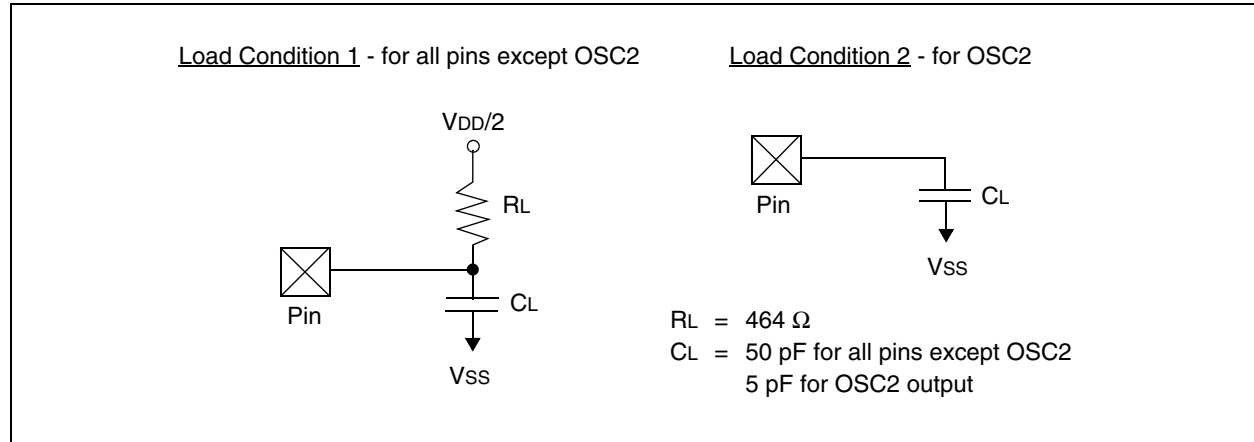 Load Condition 1 - for all pins except OSC2
VDD/2
RL
Pin
CL
VSS
Load Condition 2 - for OSC2
Pin
CL
VSS
RL = 464 Ω
CL = 50 pF for all pins except OSC2
5 pF for OSC2 output